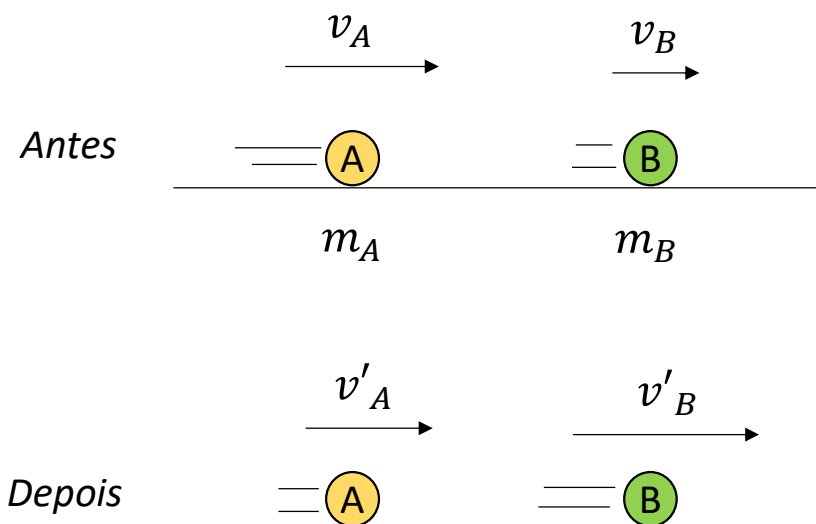 v_A v_B
Antes A B
m_A m_B
v'_A v'_B
Depois A B